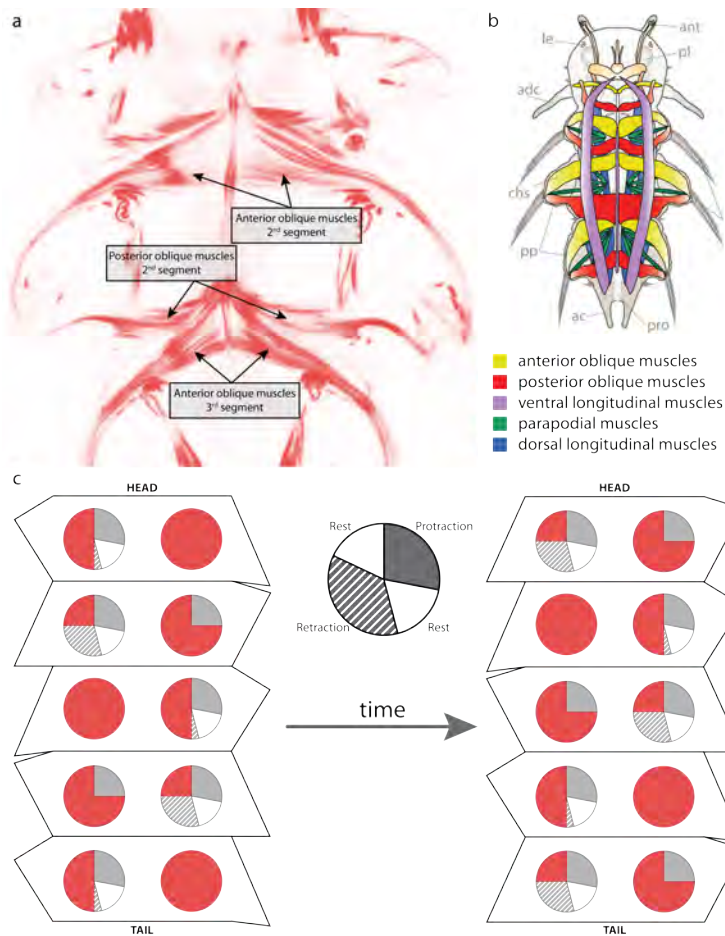 a
Anterior oblique muscles
2nd segment
Posterior oblique muscles
2nd segment
Anterior oblique muscles
3rd segment
b
le
ant
pl
adc
chs
pp
ac
pro
anterior oblique muscles
posterior oblique muscles
ventral longitudinal muscles
parapodial muscles
dorsal longitudinal muscles
c
HEAD
HEAD
Rest
Protraction
Retraction
Rest
time
TAIL
TAIL